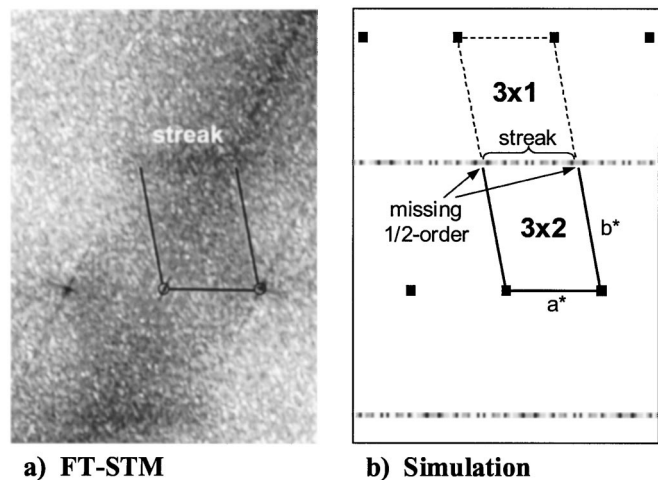 streak
3x1
streak
missing
1/2-order
3x2
b*
a*
a) FT-STM
b) Simulation